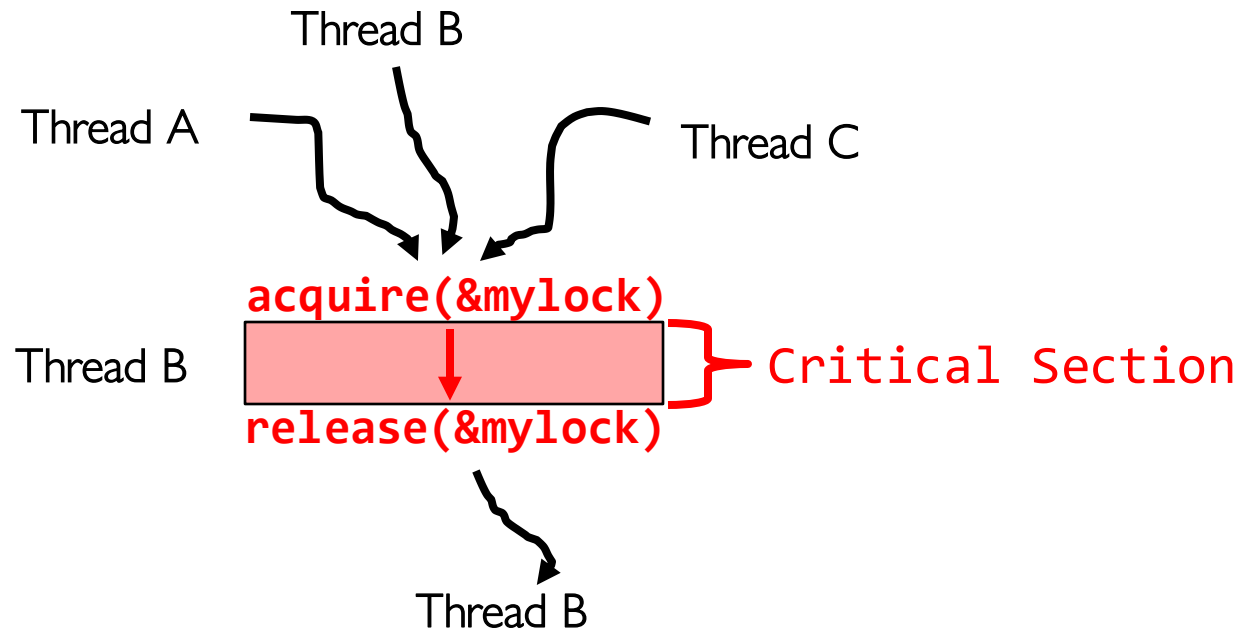 Thread B
Thread A
Thread C
acquire(&mylock)
Thread B
Critical Section
release(&mylock)
Thread B